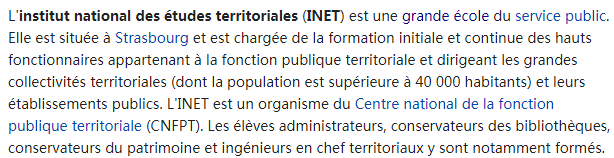 L'institut national des études territoriales (INET) est une grande école du service public.
Elle est située à Strasbourg et est chargée de la formation initiale et continue des hauts
fonctionnaires appartenant à la fonction publique territoriale et dirigeant les grandes
collectivités territoriales (dont la population est supérieure à 40 000 habitants) et leurs
établissements publics. L'INET est un organisme du Centre national de la fonction
publique territoriale (CNFPT). Les élèves administrateurs, conservateurs des bibliothèques,
conservateurs du patrimoine et ingénieurs en chef territoriaux y sont notamment formés.